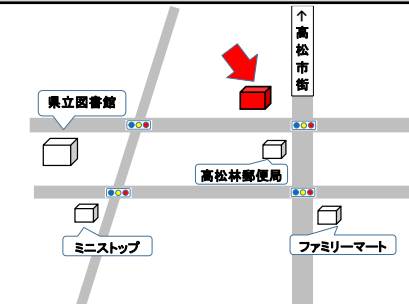 ↑高松市街
県立図書館
高松林郵便局
ミニストップ
ファミリーマート